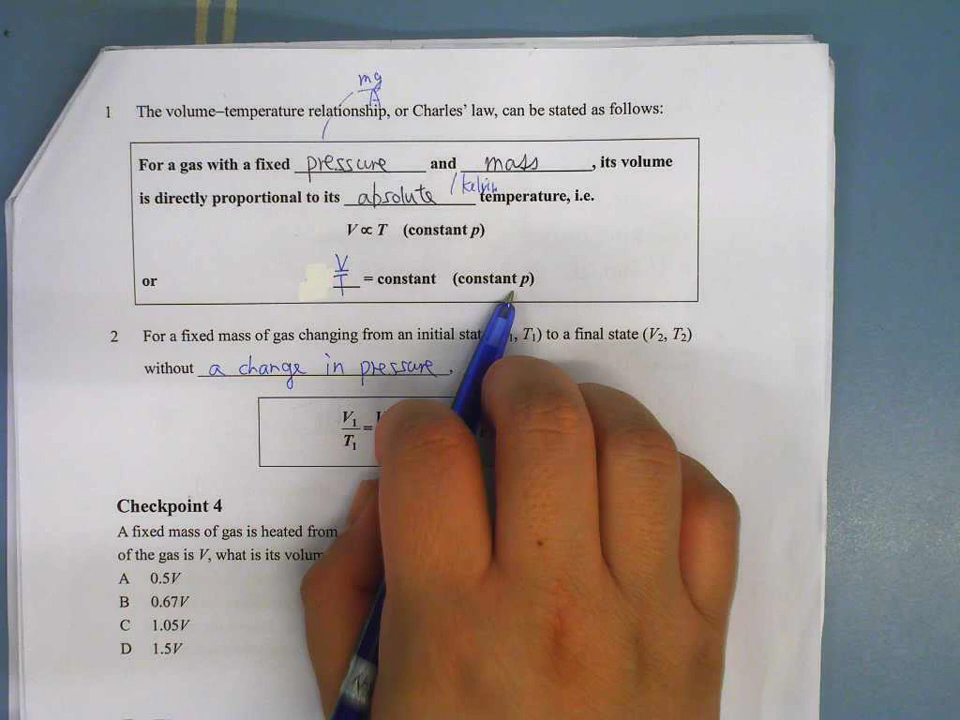 mg
A
1 The volume–temperature relationship, or Charles' law, can be stated as follows:
For a gas with a fixed pressure and mass, its volume
/kelvin
is directly proportional to its absolute temperature, i.e.
V ∝ T (constant p)
or V/T = constant (constant p)
2 For a fixed mass of gas changing from an initial T₁) to a final state (V₂, T₂)
without a change in pressure,
V₁
T₁ =
Checkpoint 4
A fixed mass of gas is heated from
of the gas is V, what is its
A 0.5V
B 0.67V
C 1.05V
D 1.5V